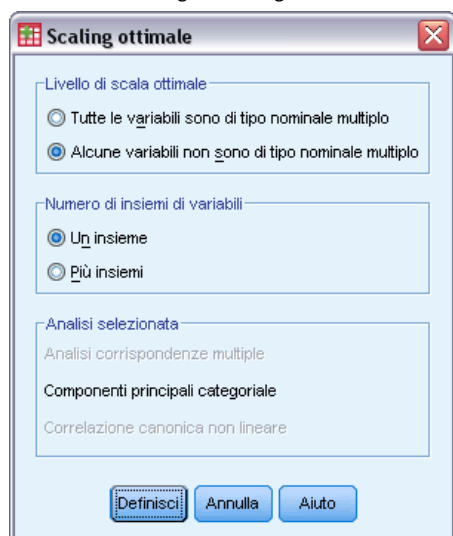 Scaling ottimale
Livello di scala ottimale
Tutte le variabili sono di tipo nominale multiplo
Alcune variabili non sono di tipo nominale multiplo
Numero di insiemi di variabili
Un insieme
Più insiemi
Analisi selezionata
Analisi corrispondenze multiple
Componenti principali categoriale
Correlazione canonica non lineare
Definisci Annulla Aiuto